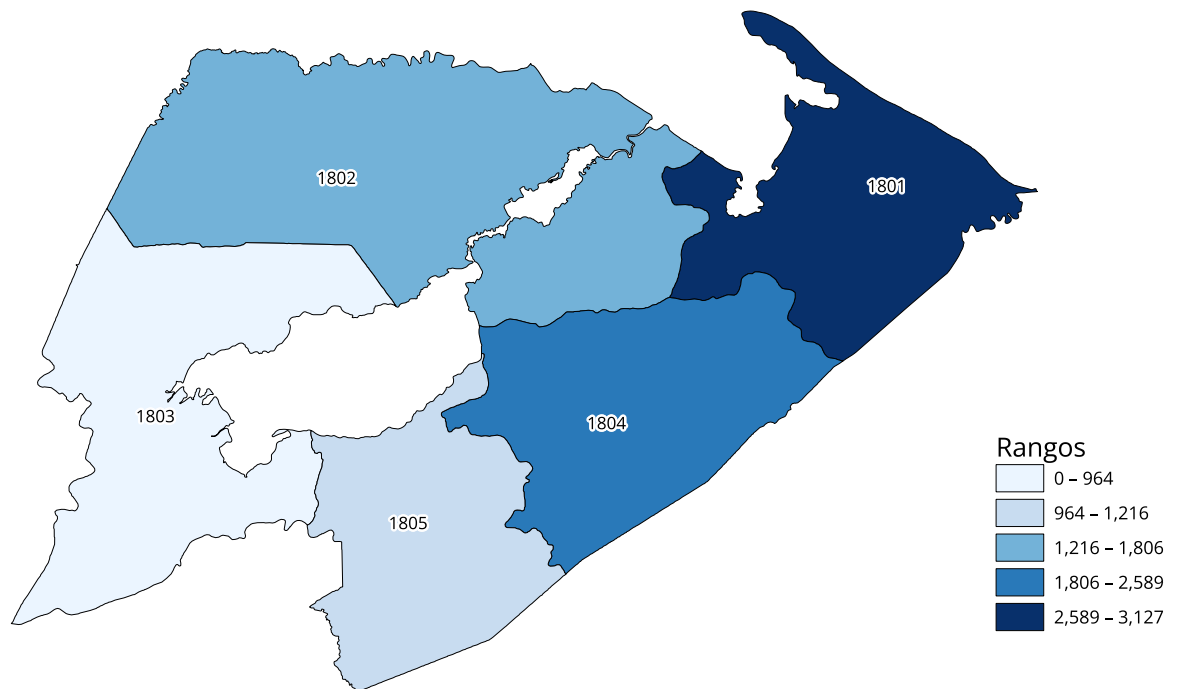 1802
1801
1803
1804
1805
Rangos
0 – 964
964 – 1,216
1,216 – 1,806
1,806 – 2,589
2,589 – 3,127